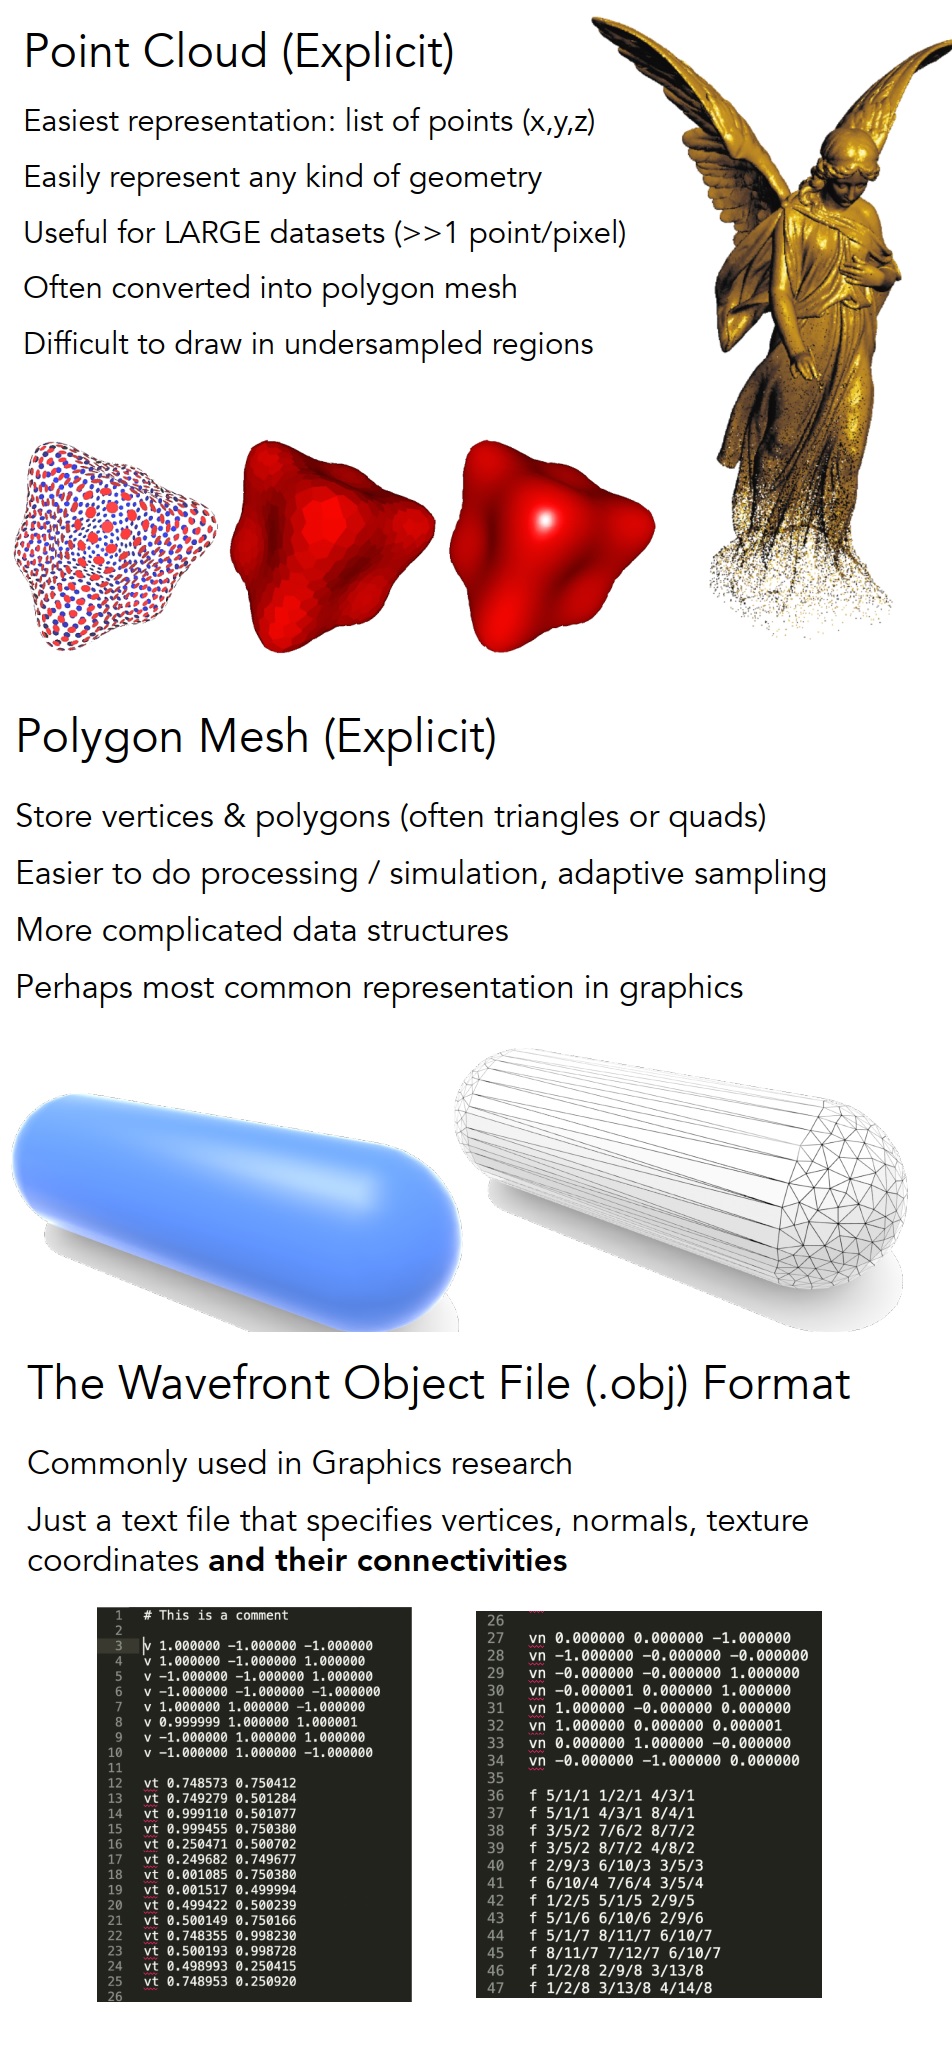 Point Cloud (Explicit)
Easiest representation: list of points (x,y,z)
Easily represent any kind of geometry
Useful for LARGE datasets (>>1 point/pixel)
Often converted into polygon mesh
Difficult to draw in undersampled regions
Polygon Mesh (Explicit)
Store vertices & polygons (often triangles or quads)
Easier to do processing / simulation, adaptive sampling
More complicated data structures
Perhaps most common representation in graphics
The Wavefront Object File (.obj) Format
Commonly used in Graphics research
Just a text file that specifies vertices, normals, texture
coordinates and their connectivities
1 # This is a comment
2
3 v 1.000000 -1.000000 -1.000000
4 v 1.000000 -1.000000 1.000000
5 v -1.000000 -1.000000 1.000000
6 v -1.000000 -1.000000 -1.000000
7 v 1.000000 1.000000 -1.000000
8 v 0.999999 1.000000 1.000001
9 v -1.000000 1.000000 1.000000
10 v -1.000000 1.000000 -1.000000
11
12 vt 0.748573 0.750412
13 vt 0.749279 0.501284
14 vt 0.999110 0.501077
15 vt 0.999455 0.750380
16 vt 0.250471 0.500702
17 vt 0.249682 0.749677
18 vt 0.001085 0.750380
19 vt 0.001517 0.499994
20 vt 0.499422 0.500239
21 vt 0.500149 0.750166
22 vt 0.748355 0.998230
23 vt 0.500193 0.998728
24 vt 0.498993 0.250415
25 vt 0.748953 0.250920
26
26
27 vn 0.000000 0.000000 -1.000000
28 vn -1.000000 -0.000000 -0.000000
29 vn -0.000000 -0.000000 1.000000
30 vn -0.000001 0.000000 1.000000
31 vn 1.000000 -0.000000 0.000000
32 vn 1.000000 0.000000 0.000001
33 vn 0.000000 1.000000 -0.000000
34 vn -0.000000 -1.000000 0.000000
35
36 f 5/1/1 1/2/1 4/3/1
37 f 5/1/1 4/3/1 8/4/1
38 f 3/5/2 7/6/2 8/7/2
39 f 3/5/2 8/7/2 4/8/2
40 f 2/9/3 6/10/3 3/5/3
41 f 6/10/4 7/6/4 3/5/4
42 f 1/2/5 5/1/5 2/9/5
43 f 5/1/6 6/10/6 2/9/6
44 f 5/1/7 8/11/7 6/10/7
45 f 8/11/7 7/12/7 6/10/7
46 f 1/2/8 2/9/8 3/13/8
47 f 1/2/8 3/13/8 4/14/8